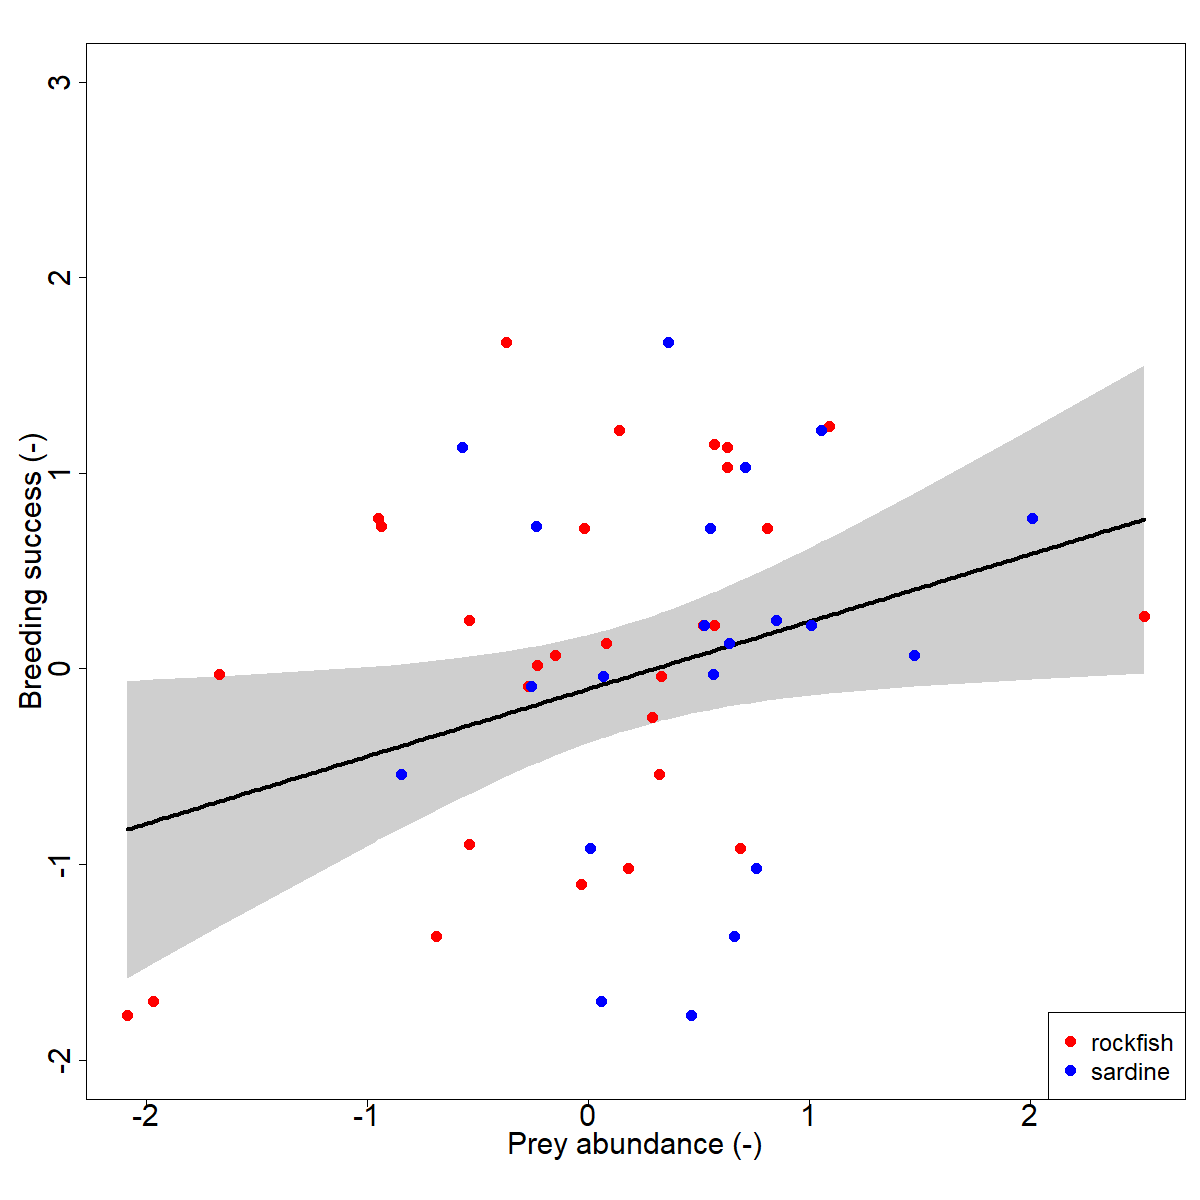 3
2
1
0
-1
-2
Breeding success (-)
-2 -1 0 1 2
Prey abundance (-)
rockfish
sardine